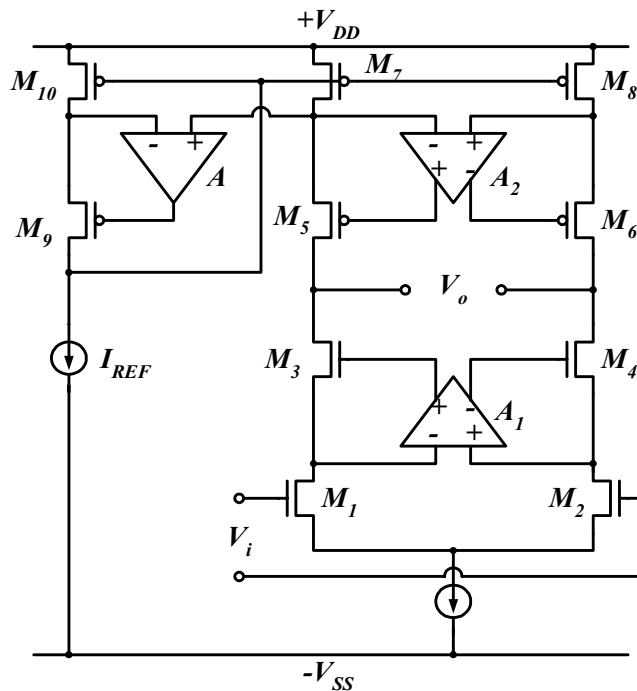 +V_DD
M_10
M_7
M_8
- +
A
- +
+ -
A_2
M_9
M_5
M_6
V_o
I_REF
M_3
M_4
+ -
- +
A_1
M_1
M_2
V_i
-V_SS